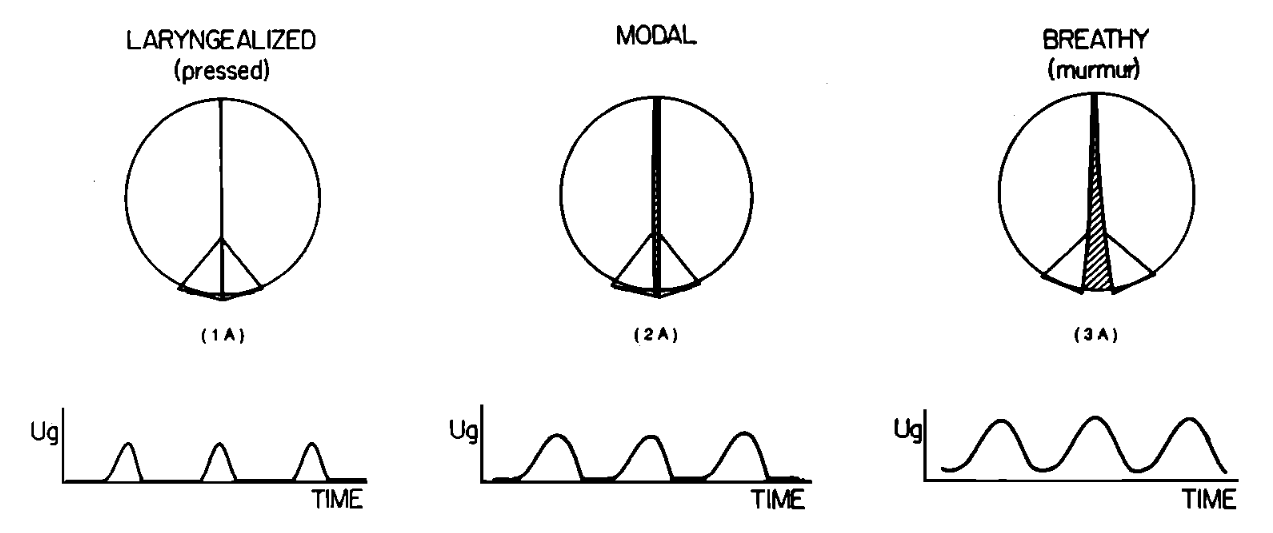 LARYNGEALIZED
(pressed)
MODAL
BREATHY
(murmur)
(1A)
(2A)
(3A)
Ug
TIME
Ug
TIME
Ug
TIME